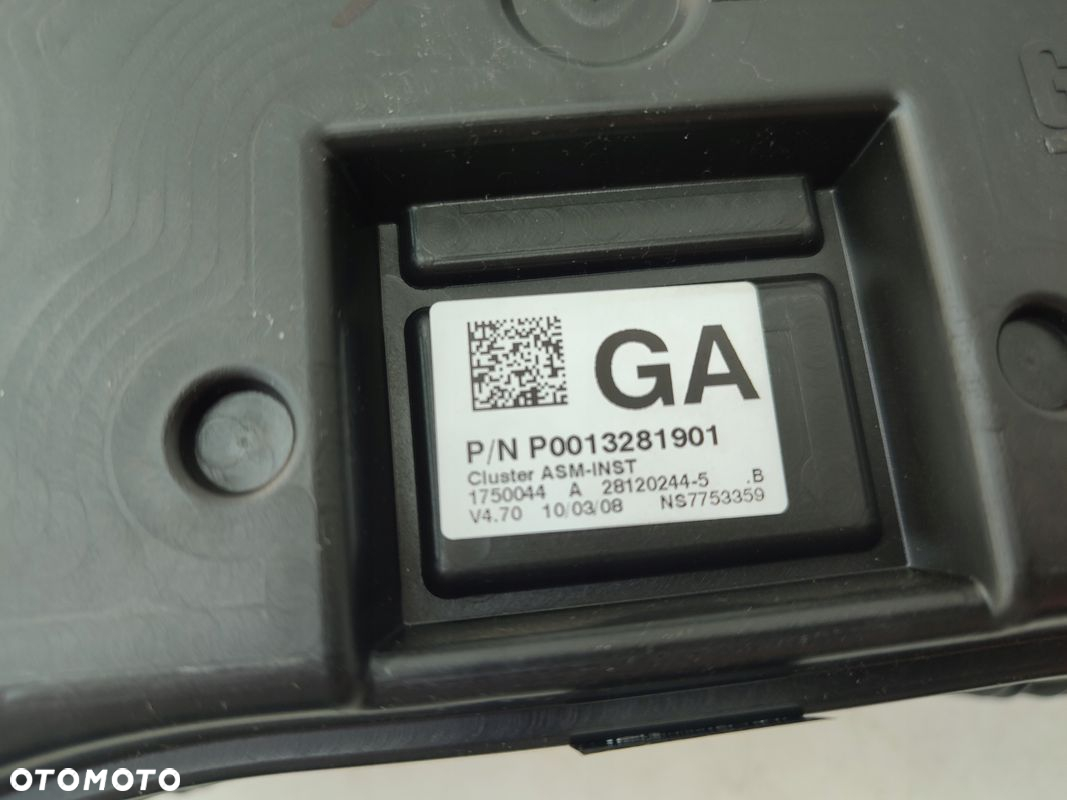 GA
P/N P0013281901
Cluster ASM-INST
1750044 A 28120244-5 .B
V4.70 10/03/08 NS7753359
OTOMOTO